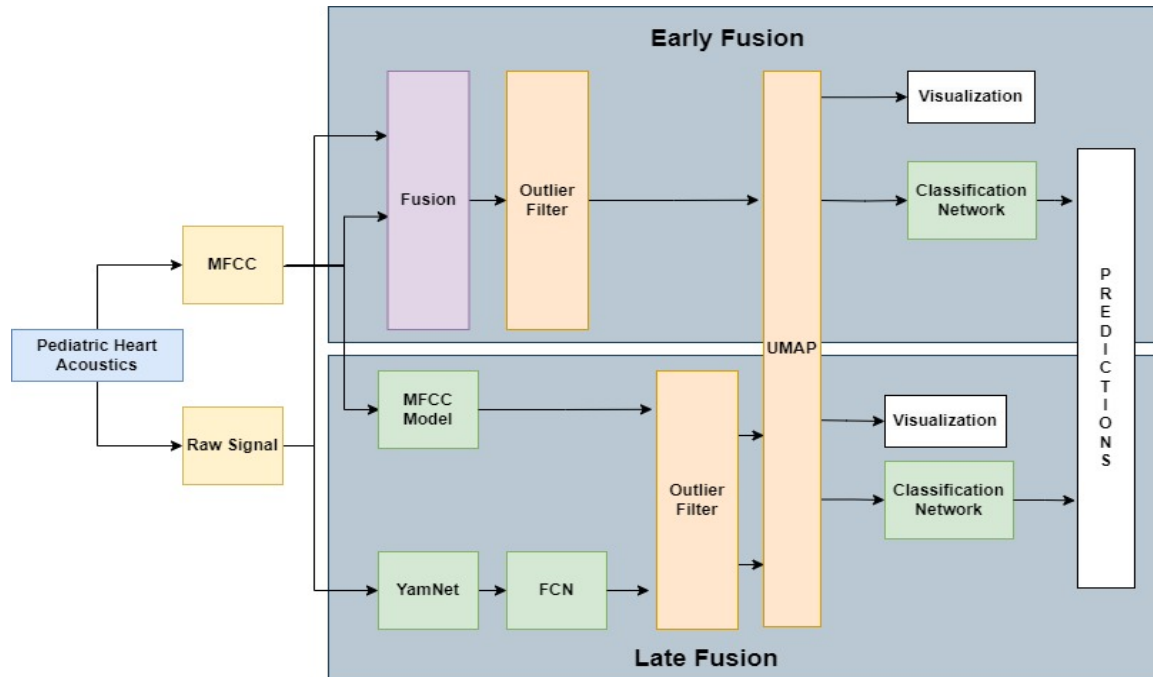 Early Fusion
Visualization
Fusion
Outlier
Filter
Classification
Network
MFCC
Pediatric Heart
Acoustics
UMAP
PREDICTIONS
MFCC
Model
Visualization
Raw Signal
Outlier
Filter
Classification
Network
YamNet
FCN
Late Fusion